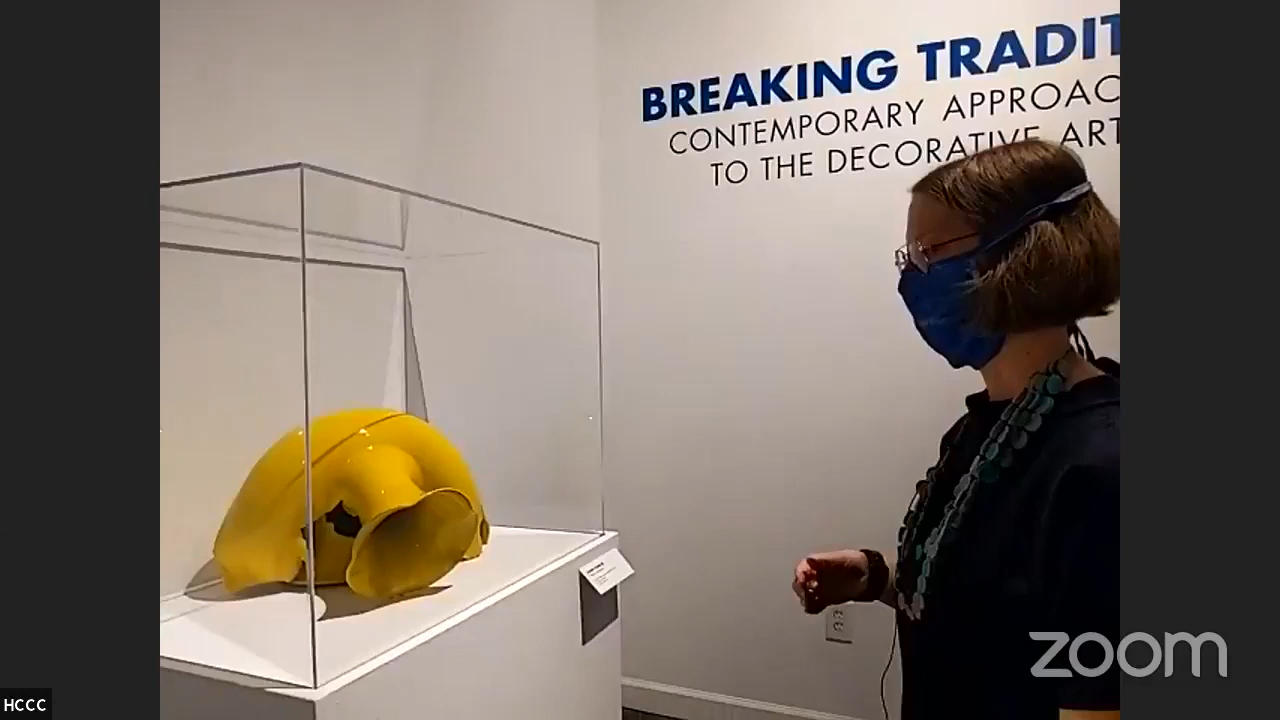 BREAKING TRADIT
CONTEMPORARY APPROAC
TO THE DECORATIVE ART
zoom
HCCC